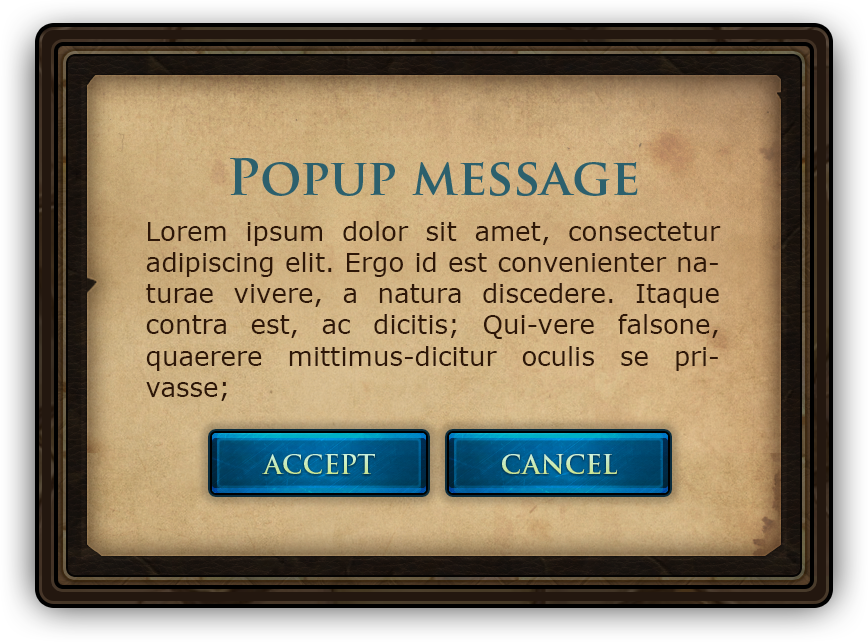 Popup message
Lorem ipsum dolor sit amet, consectetur
adipiscing elit. Ergo id est convenienter na-
turae vivere, a natura discedere. Itaque
contra est, ac dicitis; Qui-vere falsone,
quaerere mittimus-dicitur oculis se pri-
vasse;
ACCEPT CANCEL